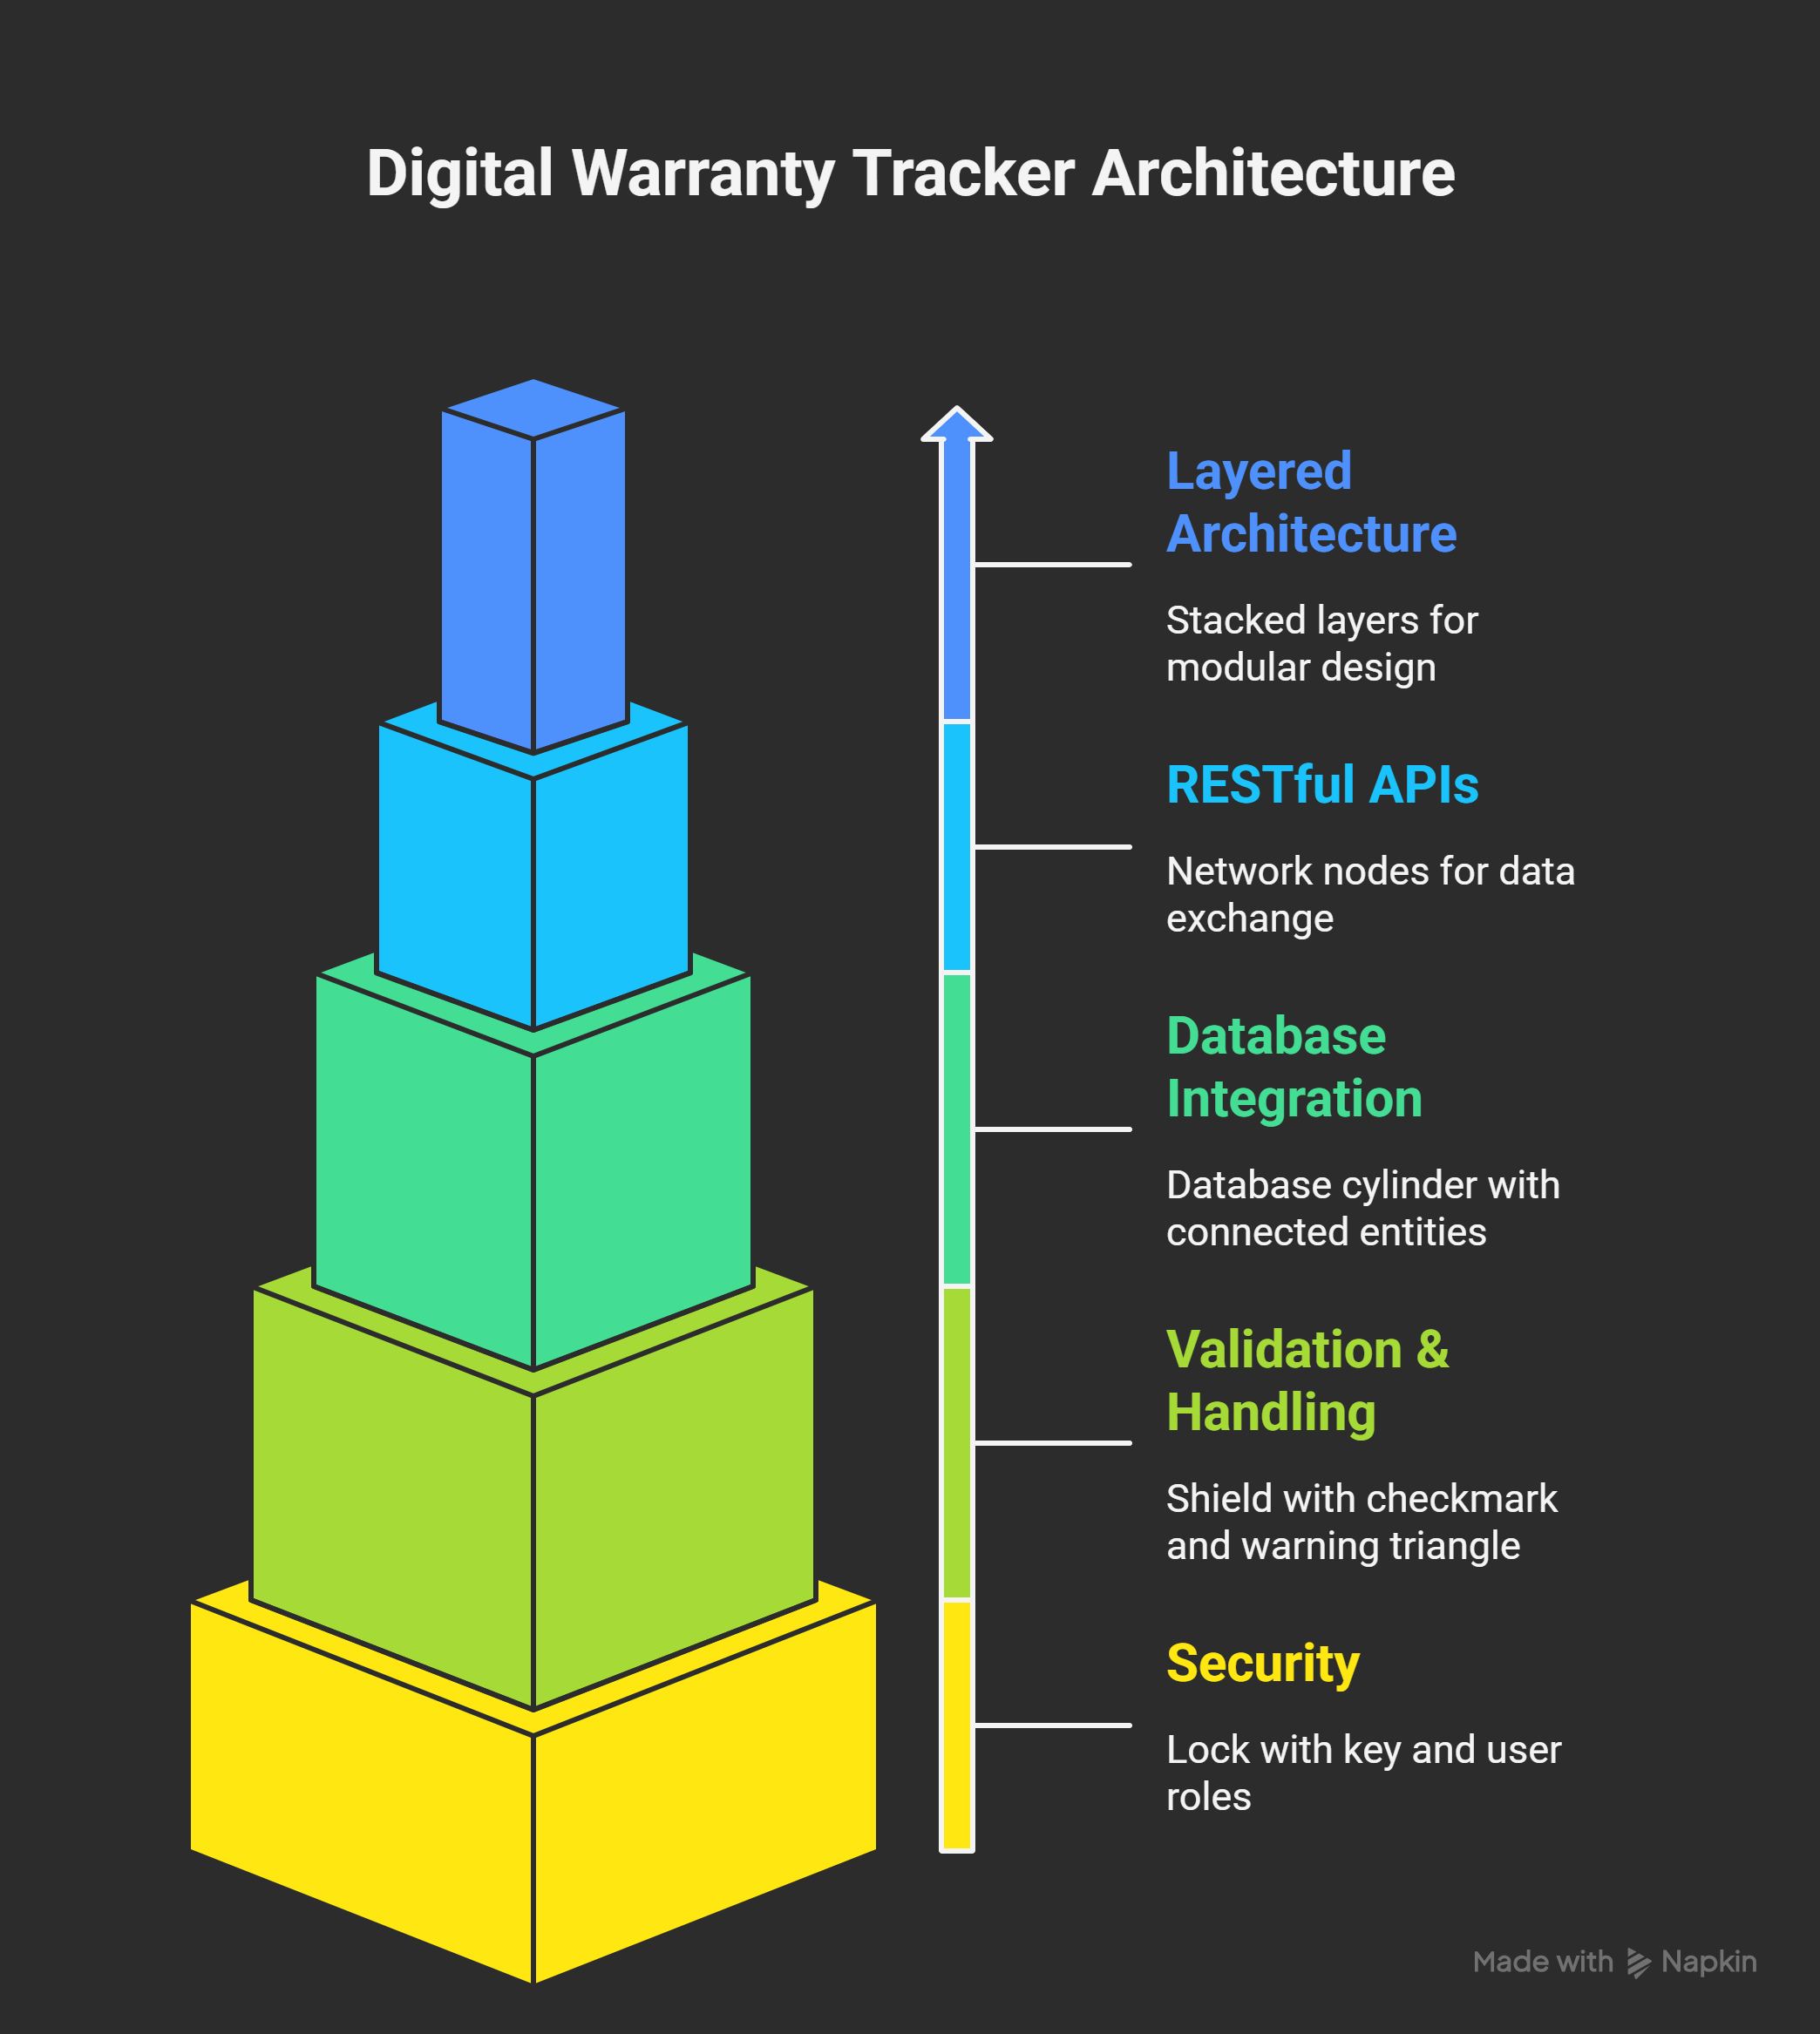 Digital Warranty Tracker Architecture
Layered
Architecture
Stacked layers for
modular design
RESTful APIs
Network nodes for data
exchange
Database
Integration
Database cylinder with
connected entities
Validation &
Handling
Shield with checkmark
and warning triangle
Security
Lock with key and user
roles
Made with Napkin